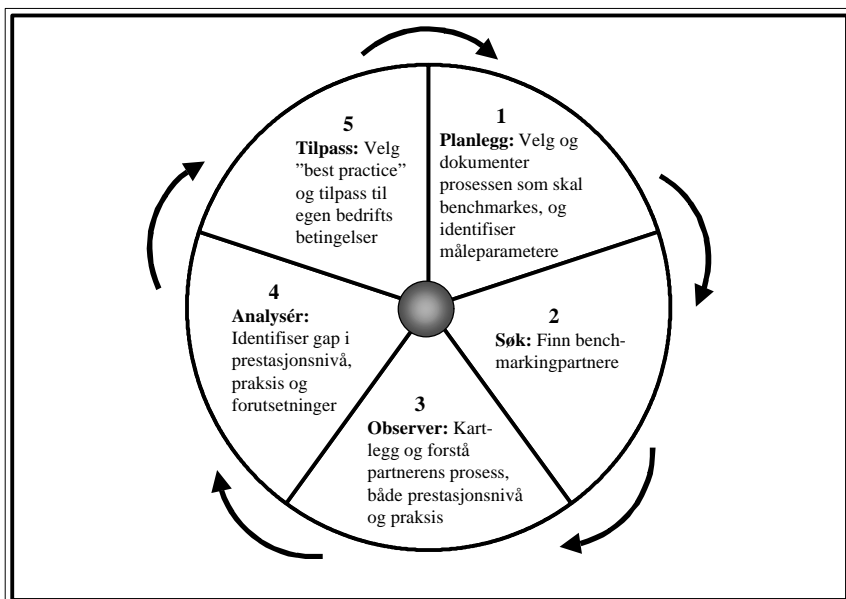 1
Planlegg: Velg og
dokumenter
prosessen som skal
benchmarkes, og
identifiser
måleparametere
2
Søk: Finn bench-
markingpartnere
3
Observer: Kart-
legg og forstå
partnerens prosess,
både prestasjonsnivå
og praksis
4
Analysér:
Identifiser gap i
prestasjonsnivå,
praksis og
forutsetninger
5
Tilpass: Velg
”best practice”
og tilpass til
egen bedrifts
betingelser